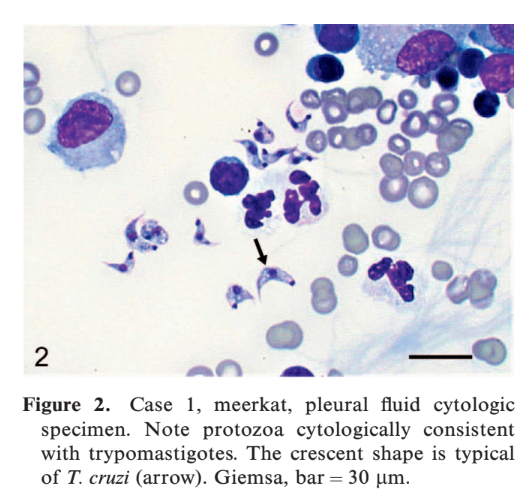 2
Figure 2. Case 1, meerkat, pleural fluid cytologic
specimen. Note protozoa cytologically consistent
with trypomastigotes. The crescent shape is typical
of T. cruzi (arrow). Giemsa, bar = 30 μm.